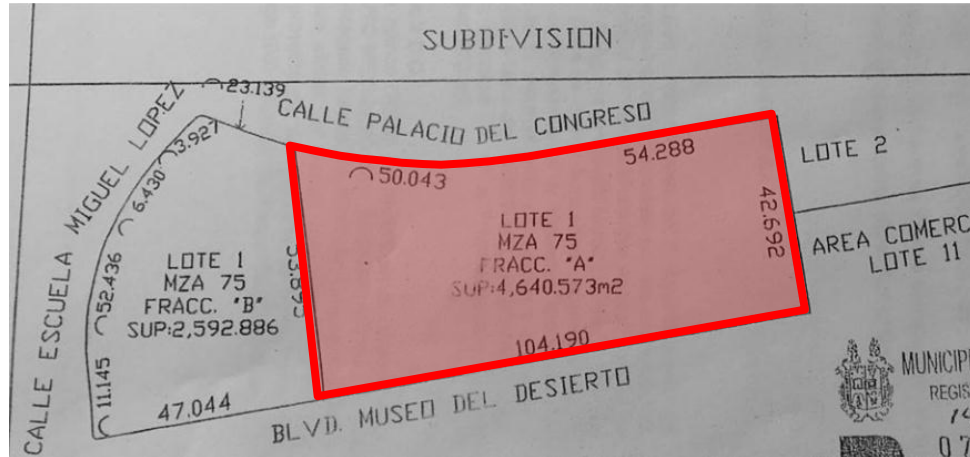 SUBDIVISION
CALLE ESCUELA MIGUEL LOPEZ
23.139
CALLE PALACIO DEL CONGRESO
3.927
6.430
52.436
11.145
50.043
54.288
LOTE 2
42.692
AREA COMERC
LOTE 11
LOTE 1
MZA 75
FRACC. "B"
SUP:2,592.886
LOTE 1
MZA 75
FRACC. "A"
SUP:4,640.573m2
47.044
104.190
BLVD. MUSEO DEL DESIERTO
MUNICIP
REGIS
07